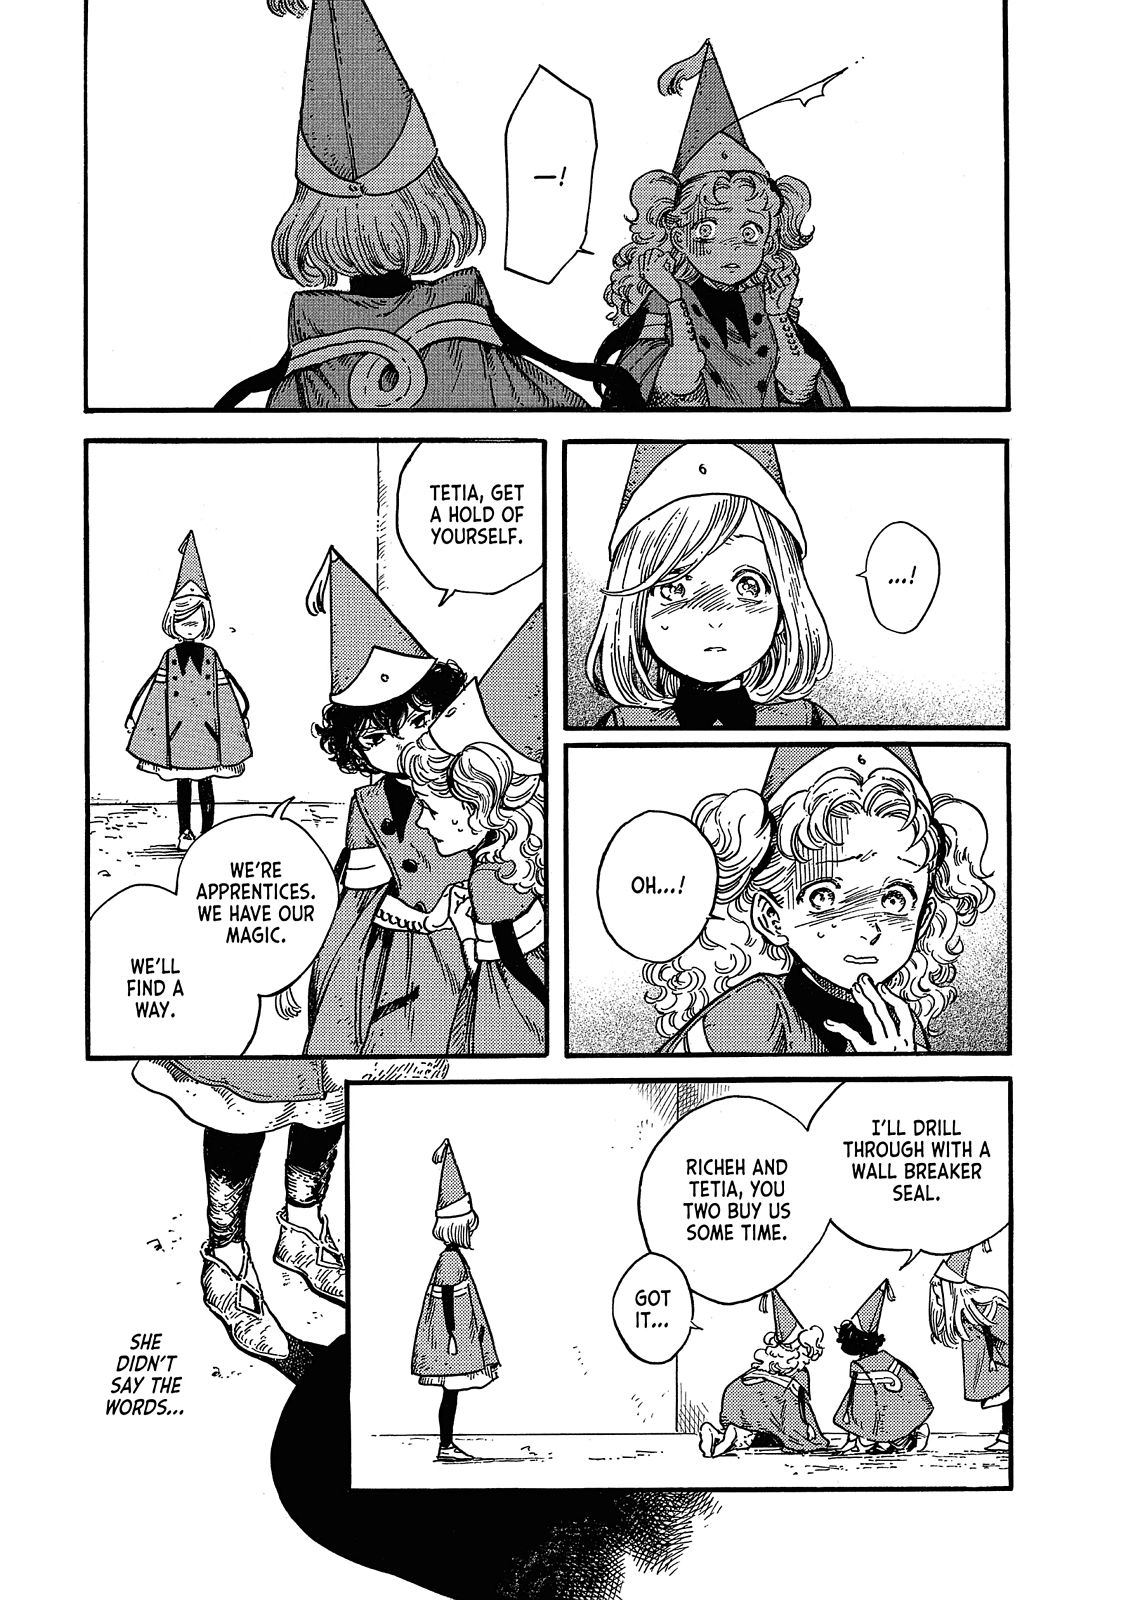 —!
...!
OH...!
TETIA, GET
A HOLD OF
YOURSELF.
WE'RE
APPRENTICES.
WE HAVE OUR
MAGIC.
WE'LL
FIND A
WAY.
I'LL DRILL
THROUGH WITH A
WALL BREAKER
SEAL.
RICHEH AND
TETIA, YOU
TWO BUY US
SOME TIME.
GOT
IT...
SHE
DIDN'T
SAY THE
WORDS...